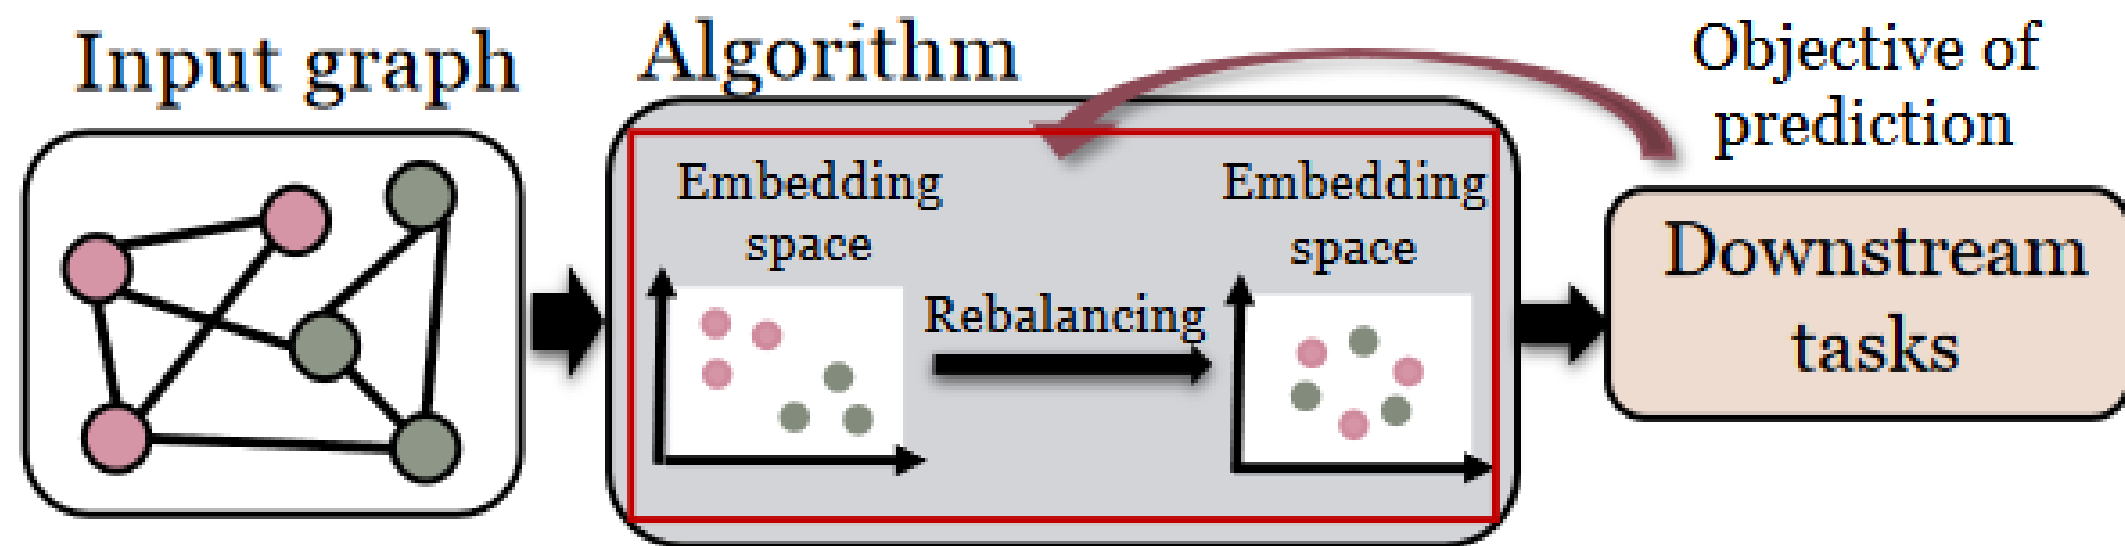 Input graph
Algorithm
Objective of
prediction
Embedding
space
Rebalancing
Embedding
space
Downstream
tasks